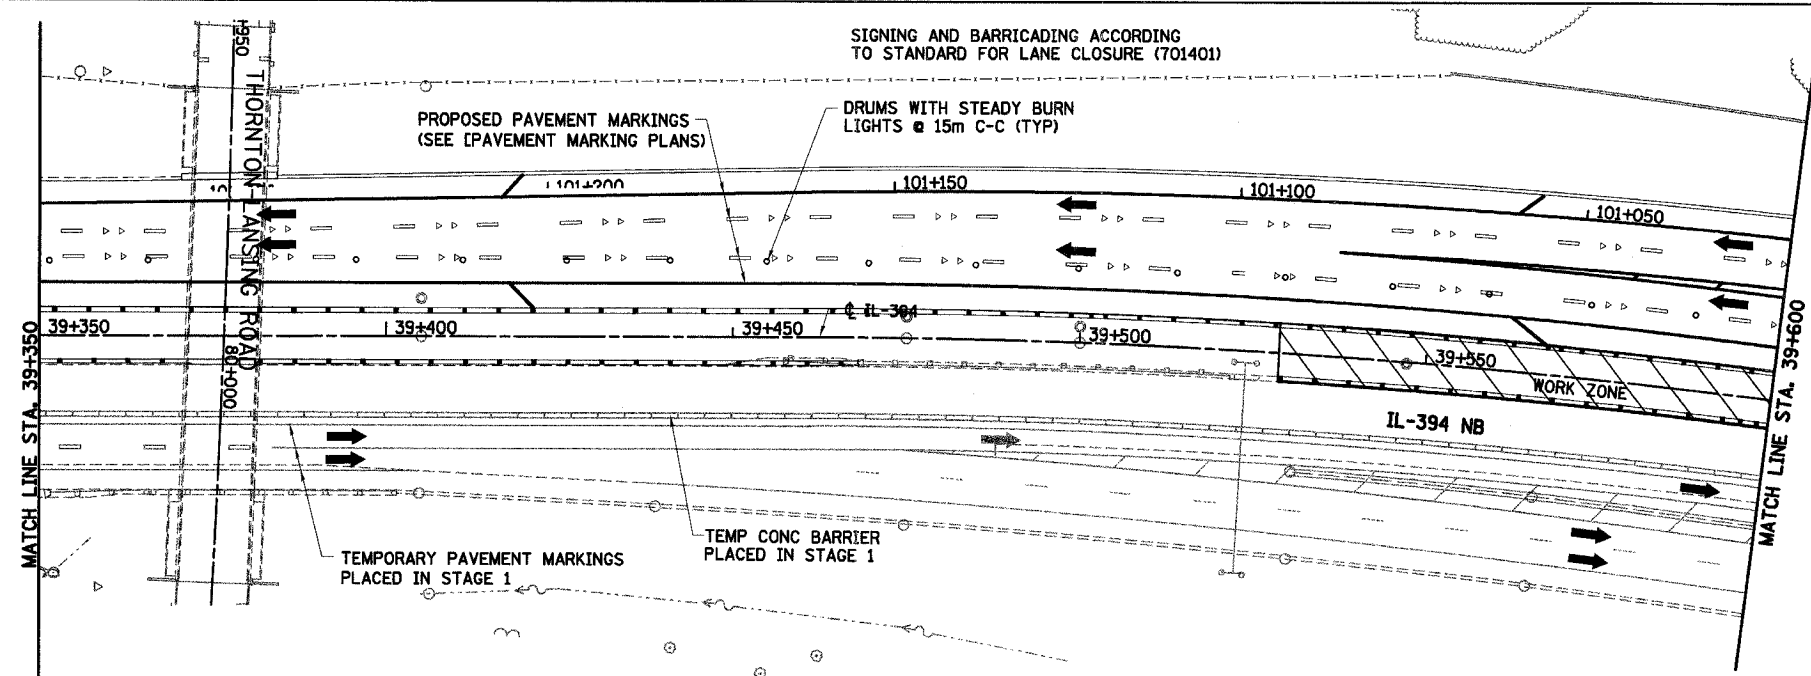 SIGNING AND BARRICADING ACCORDING
TO STANDARD FOR LANE CLOSURE (701401)
950
THORNTON-LANSING ROAD
80+000
PROPOSED PAVEMENT MARKINGS
(SEE [PAVEMENT MARKING PLANS)
DRUMS WITH STEADY BURN
LIGHTS @ 15m C-C (TYP)
101+200
101+150
101+100
101+050
MATCH LINE STA. 39+350
39+350
39+400
39+450
℄ IL-394
39+500
39+550
WORK ZONE
IL-394 NB
MATCH LINE STA. 39+600
TEMPORARY PAVEMENT MARKINGS
PLACED IN STAGE 1
TEMP CONC BARRIER
PLACED IN STAGE 1